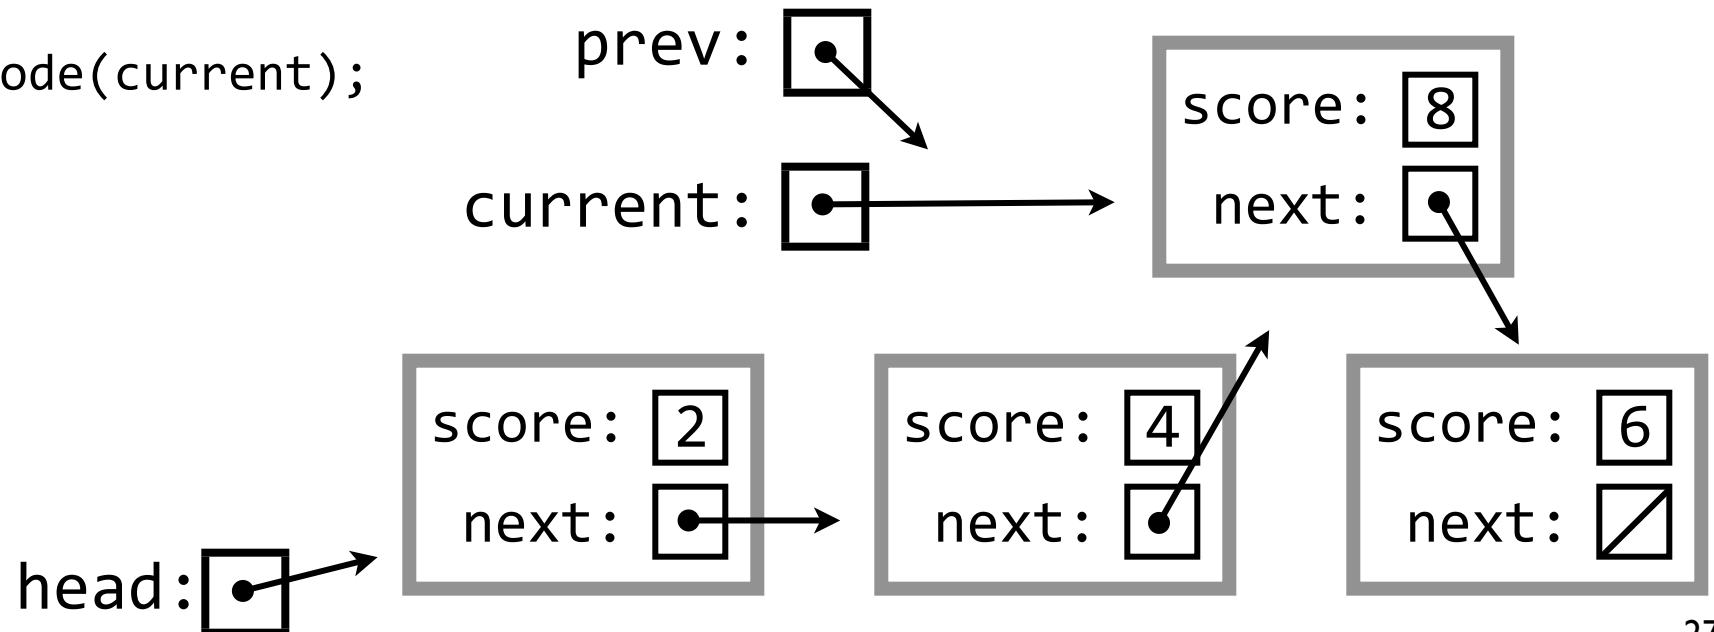 prev:
ode(current);
score: 8
current:
next:
score: 2
score: 4
score: 6
next:
next:
next:
head:
27